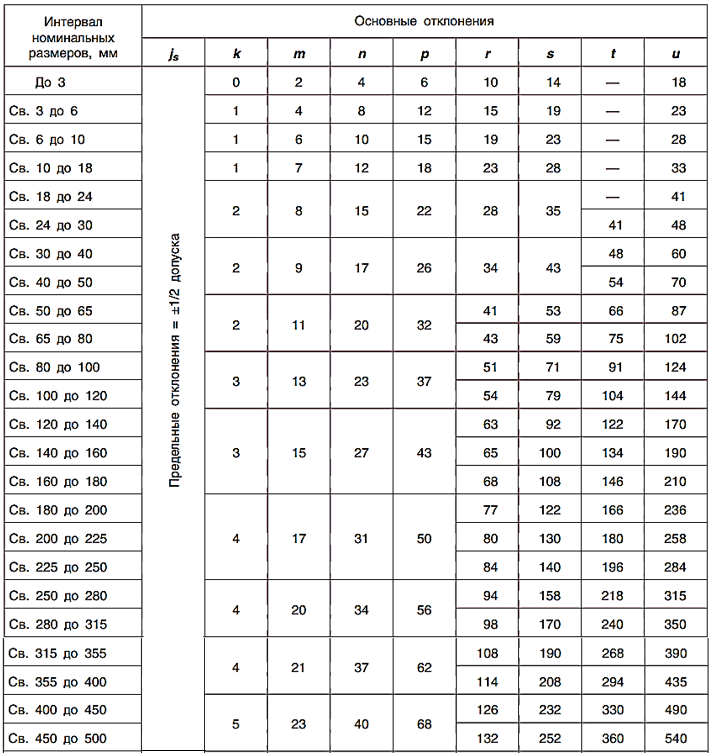 Интервал номинальных размеров, мм Основные отклонения
js k m n p r s t u
До 3 0 2 4 6 10 14 — 18
Св. 3 до 6 1 4 8 12 15 19 — 23
Св. 6 до 10 1 6 10 15 19 23 — 28
Св. 10 до 18 1 7 12 18 23 28 — 33
Св. 18 до 24 2 8 15 22 28 35 — 41
Св. 24 до 30 41 48
Св. 30 до 40 2 9 17 26 34 43 48 60
Св. 40 до 50 54 70
Св. 50 до 65 2 11 20 32 41 53 66 87
Св. 65 до 80 43 59 75 102
Св. 80 до 100 3 13 23 37 51 71 91 124
Св. 100 до 120 54 79 104 144
Св. 120 до 140 3 15 27 43 63 92 122 170
Св. 140 до 160 65 100 134 190
Св. 160 до 180 68 108 146 210
Св. 180 до 200 4 17 31 50 77 122 166 236
Св. 200 до 225 80 130 180 258
Св. 225 до 250 84 140 196 284
Св. 250 до 280 4 20 34 56 94 158 218 315
Св. 280 до 315 98 170 240 350
Св. 315 до 355 4 21 37 62 108 190 268 390
Св. 355 до 400 114 208 294 435
Св. 400 до 450 5 23 40 68 126 232 330 490
Св. 450 до 500 132 252 360 540
Предельные отклонения = ±1/2 допуска